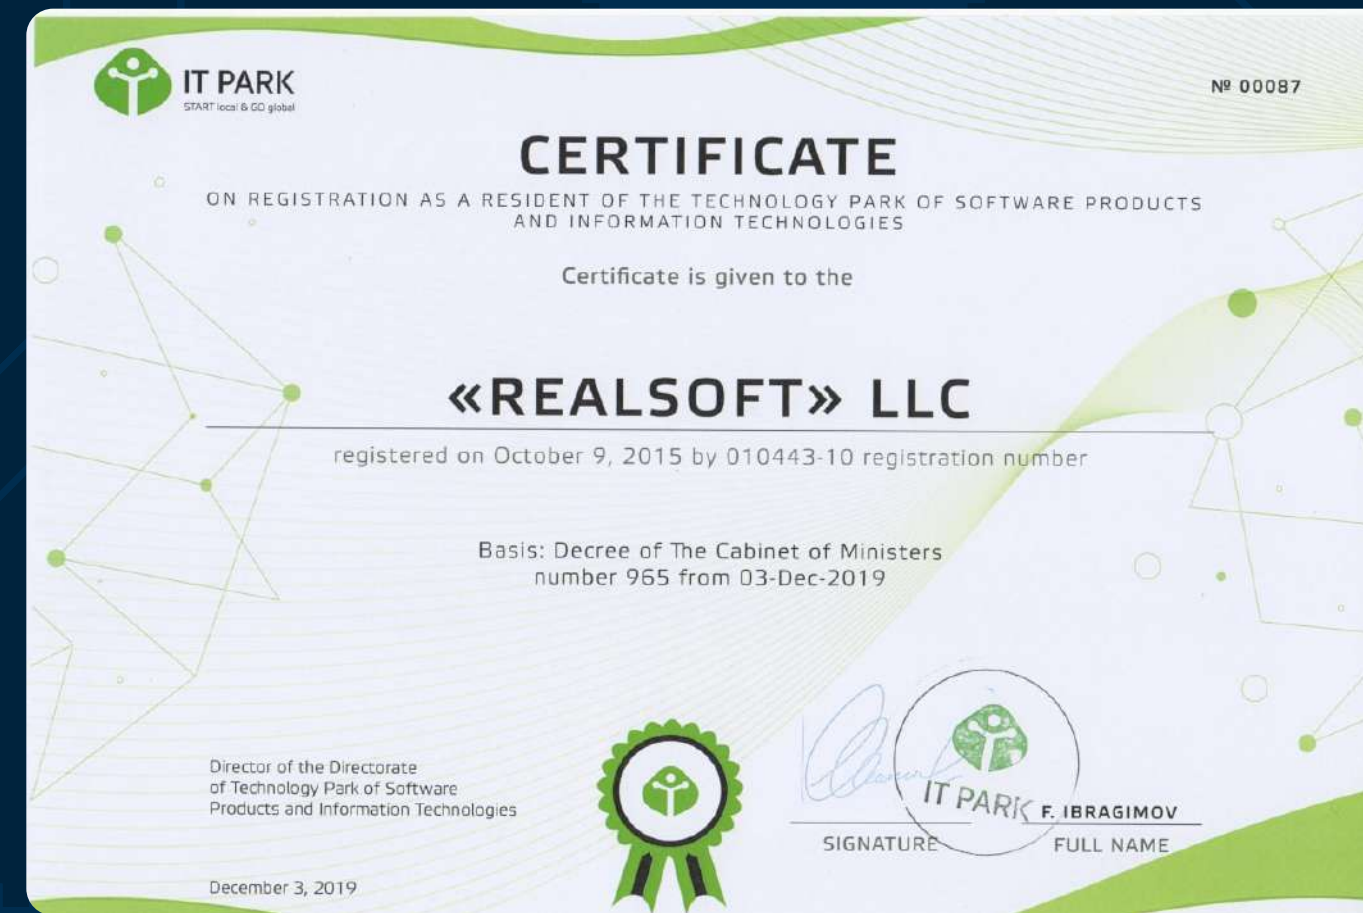 IT PARK
START local & GO global
№ 00087
CERTIFICATE
ON REGISTRATION AS A RESIDENT OF THE TECHNOLOGY PARK OF SOFTWARE PRODUCTS
AND INFORMATION TECHNOLOGIES
Certificate is given to the
«REALSOFT» LLC
registered on October 9, 2015 by 010443-10 registration number
Basis: Decree of The Cabinet of Ministers
number 965 from 03-Dec-2019
Director of the Directorate
of Technology Park of Software
Products and Information Technologies
December 3, 2019
IT PARK
F. IBRAGIMOV
SIGNATURE
FULL NAME